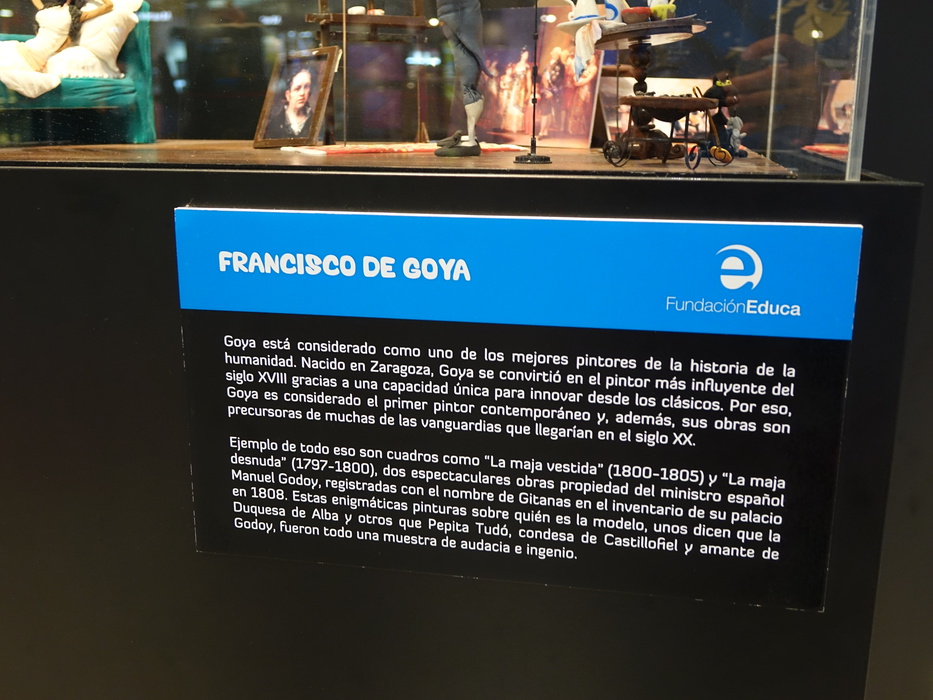 FRANCISCO DE GOYA
FundaciónEduca
Goya está considerado como uno de los mejores pintores de la historia de la
humanidad. Nacido en Zaragoza, Goya se convirtió en el pintor más influyente del
siglo XVIII gracias a una capacidad única para innovar desde los clásicos. Por eso,
Goya es considerado el primer pintor contemporáneo y, además, sus obras son
precursoras de muchas de las vanguardias que llegarían en el siglo XX.
Ejemplo de todo eso son cuadros como “La maja vestida” (1800-1805) y “La maja
desnuda” (1797-1800), dos espectaculares obras propiedad del ministro español
Manuel Godoy, registradas con el nombre de Gitanas en el inventario de su palacio
en 1808. Estas enigmáticas pinturas sobre quién es la modelo, unos dicen que la
Duquesa de Alba y otros que Pepita Tudó, condesa de Castillofiel y amante de
Godoy, fueron todo una muestra de audacia e ingenio.